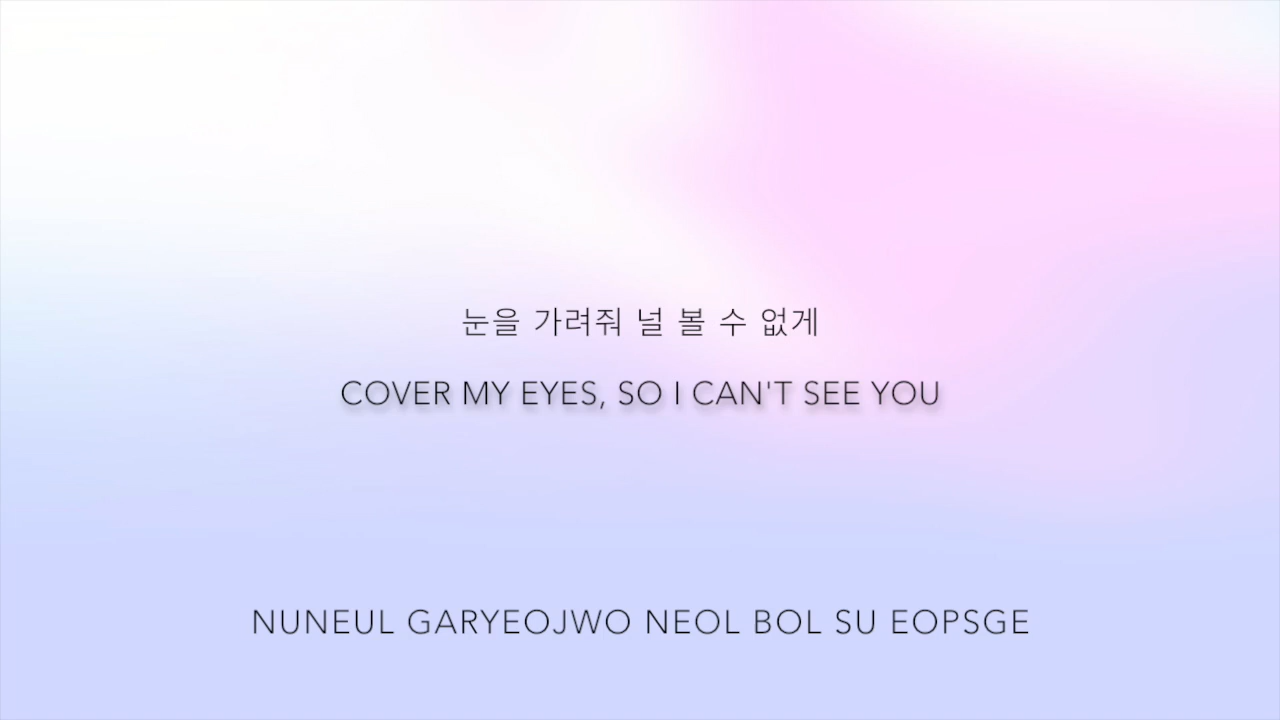 눈을 가려줘 널 볼 수 없게
COVER MY EYES, SO I CAN'T SEE YOU
NUNEUL GARYEOJWO NEOL BOL SU EOPSGE